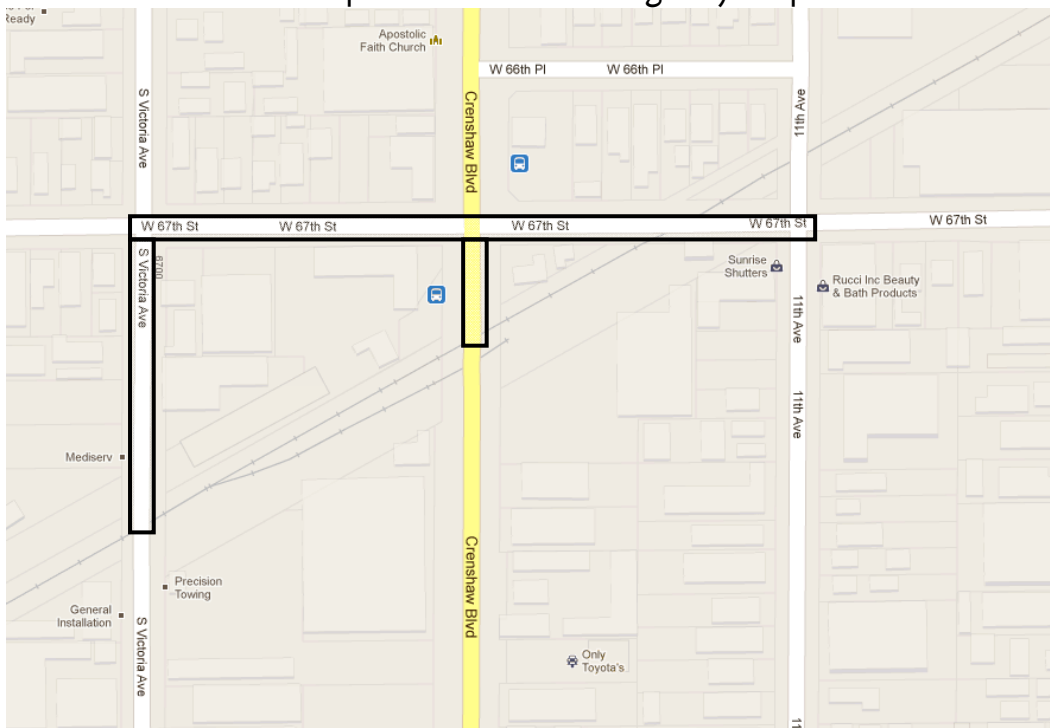 Ready
Apostolic
Faith Church
W 66th Pl
W 66th Pl
S Victoria Ave
Crenshaw Blvd
11th Ave
W 67th St
W 67th St
W 67th St
W 67th St
W 67th St
S Victoria Ave
6700
Sunrise
Shutters
Rucci Inc Beauty
& Bath Products
11th Ave
11th Ave
Mediserv
Crenshaw Blvd
Precision
Towing
General
Installation
S Victoria Ave
Only
Toyota's